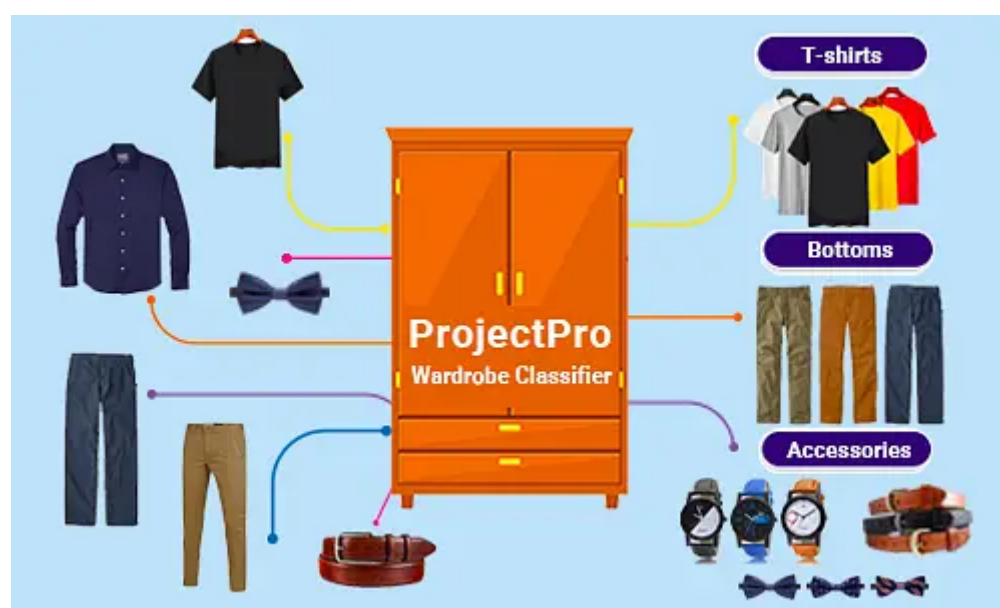 T-shirts
Bottoms
ProjectPro
Wardrobe Classifier
Accessories